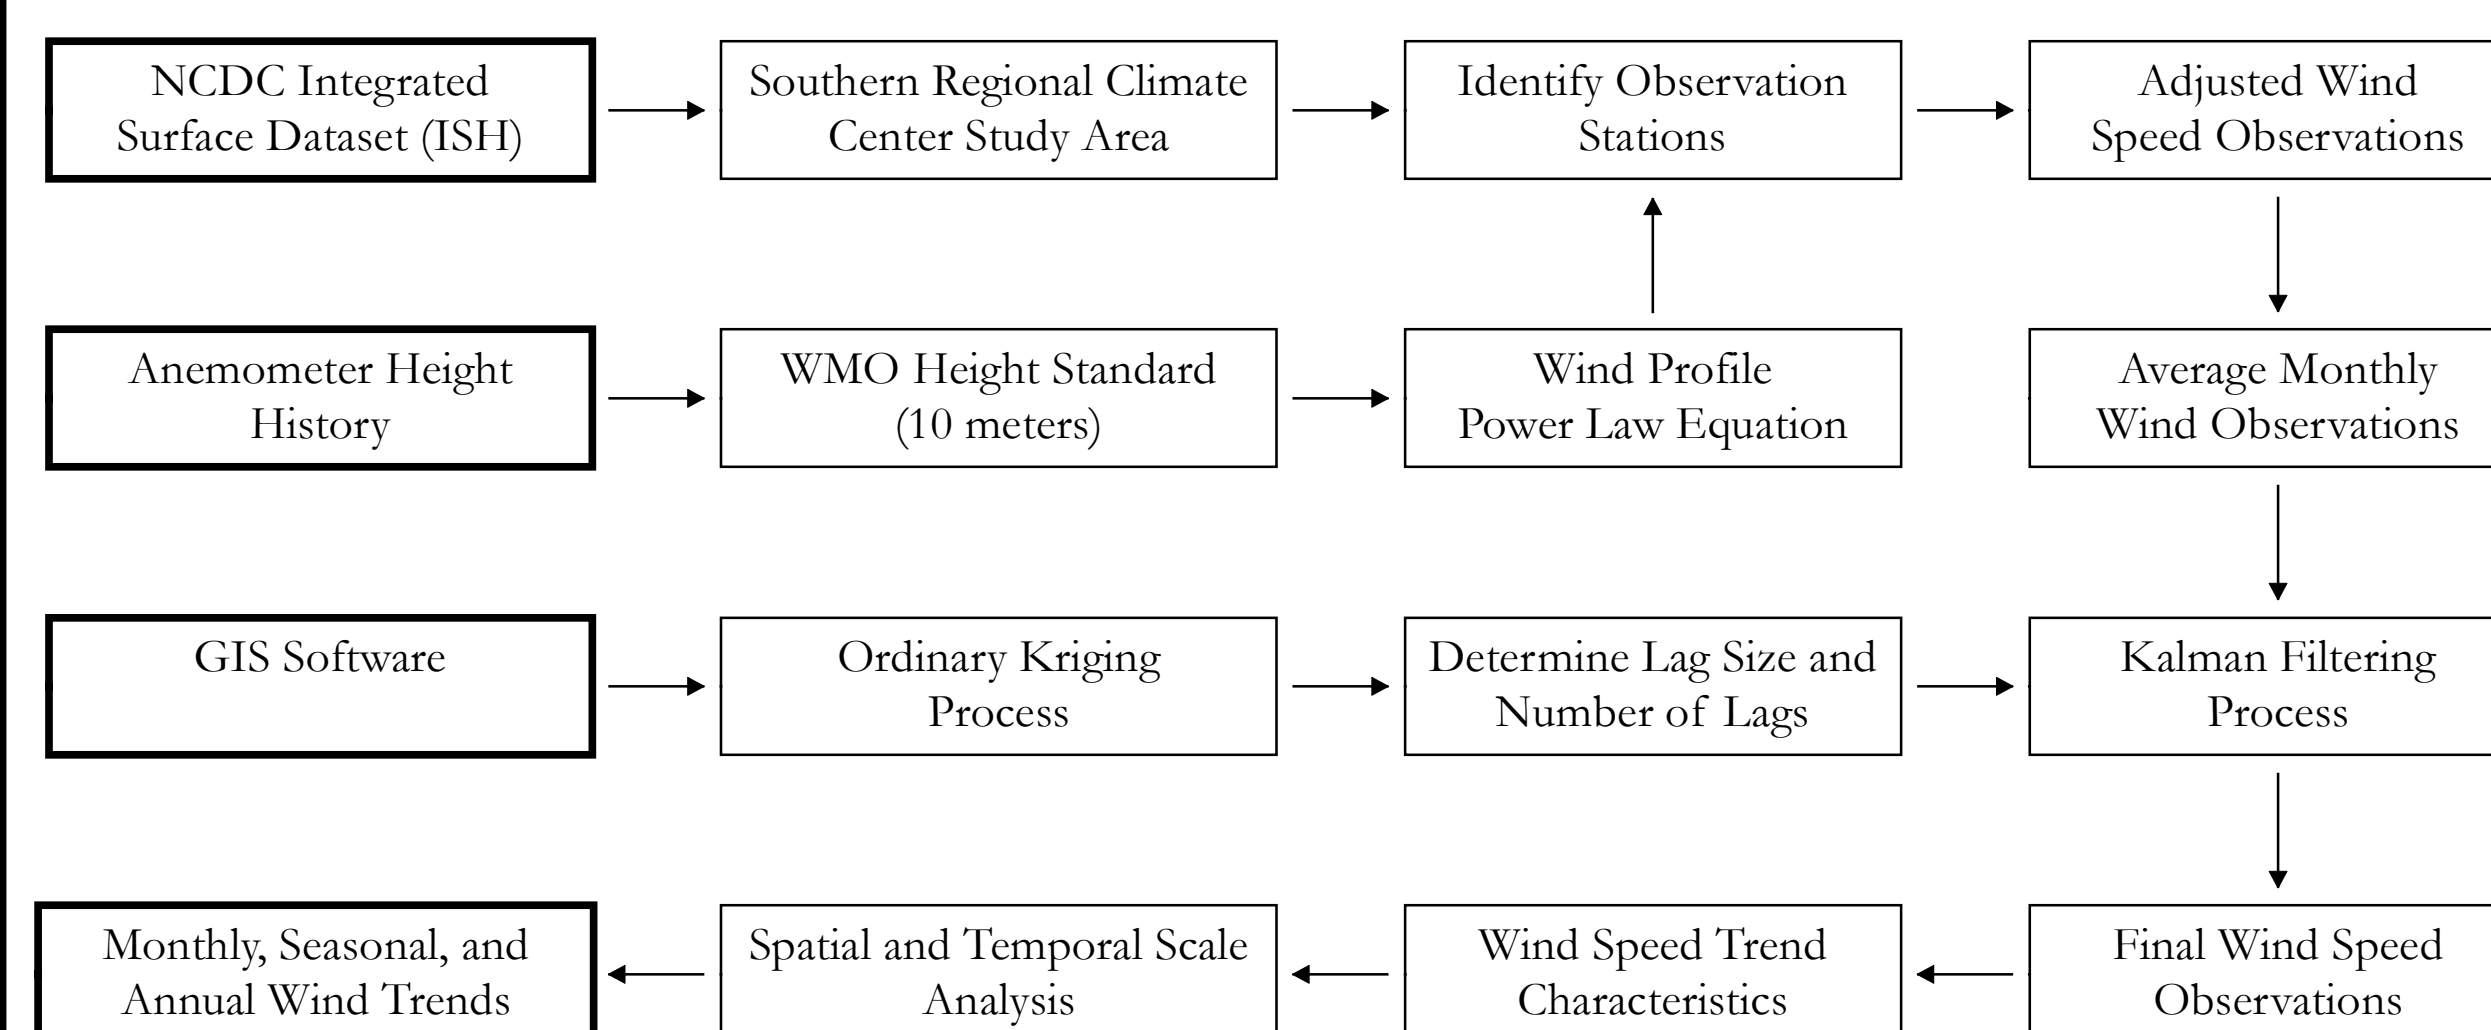 NCDC Integrated
Surface Dataset (ISH)
Southern Regional Climate
Center Study Area
Identify Observation
Stations
Adjusted Wind
Speed Observations
Anemometer Height
History
WMO Height Standard
(10 meters)
Wind Profile
Power Law Equation
Average Monthly
Wind Observations
GIS Software
Ordinary Kriging
Process
Determine Lag Size and
Number of Lags
Kalman Filtering
Process
Monthly, Seasonal, and
Annual Wind Trends
Spatial and Temporal Scale
Analysis
Wind Speed Trend
Characteristics
Final Wind Speed
Observations